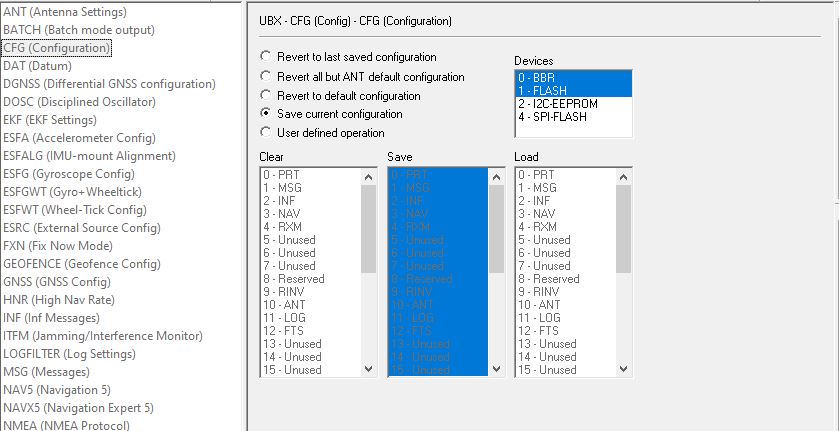 ANT (Antenna Settings)
BATCH (Batch mode output)
CFG (Configuration)
DAT (Datum)
DGNSS (Differential GNSS configuration)
DOSC (Disciplined Oscillator)
EKF (EKF Settings)
ESFA (Accelerometer Config)
ESFALG (IMU-mount Alignment)
ESFG (Gyroscope Config)
ESFGWT (Gyro+Wheeltick)
ESFWT (Wheel-Tick Config)
ESRC (External Source Config)
FXN (Fix Now Mode)
GEOFENCE (Geofence Config)
GNSS (GNSS Config)
HNR (High Nav Rate)
INF (Inf Messages)
ITFM (Jamming/Interference Monitor)
LOGFILTER (Log Settings)
MSG (Messages)
NAV5 (Navigation 5)
NAVX5 (Navigation Expert 5)
NMEA (NMEA Protocol)
UBX - CFG (Config) - CFG (Configuration)
Revert to last saved configuration
Revert all but ANT default configuration
Revert to default configuration
Save current configuration
User defined operation
Devices
0 - BBR
1 - FLASH
2 - I2C-EEPROM
4 - SPI-FLASH
Clear
0 - PRT
1 - MSG
2 - INF
3 - NAV
4 - RXM
5 - Unused
6 - Unused
7 - Unused
8 - Reserved
9 - RINV
10 - ANT
11 - LOG
12 - FTS
13 - Unused
14 - Unused
15 - Unused
Save
0 - PRT
1 - MSG
2 - INF
3 - NAV
4 - RXM
5 - Unused
6 - Unused
7 - Unused
8 - Reserved
9 - RINV
10 - ANT
11 - LOG
12 - FTS
13 - Unused
14 - Unused
15 - Unused
Load
0 - PRT
1 - MSG
2 - INF
3 - NAV
4 - RXM
5 - Unused
6 - Unused
7 - Unused
8 - Reserved
9 - RINV
10 - ANT
11 - LOG
12 - FTS
13 - Unused
14 - Unused
15 - Unused